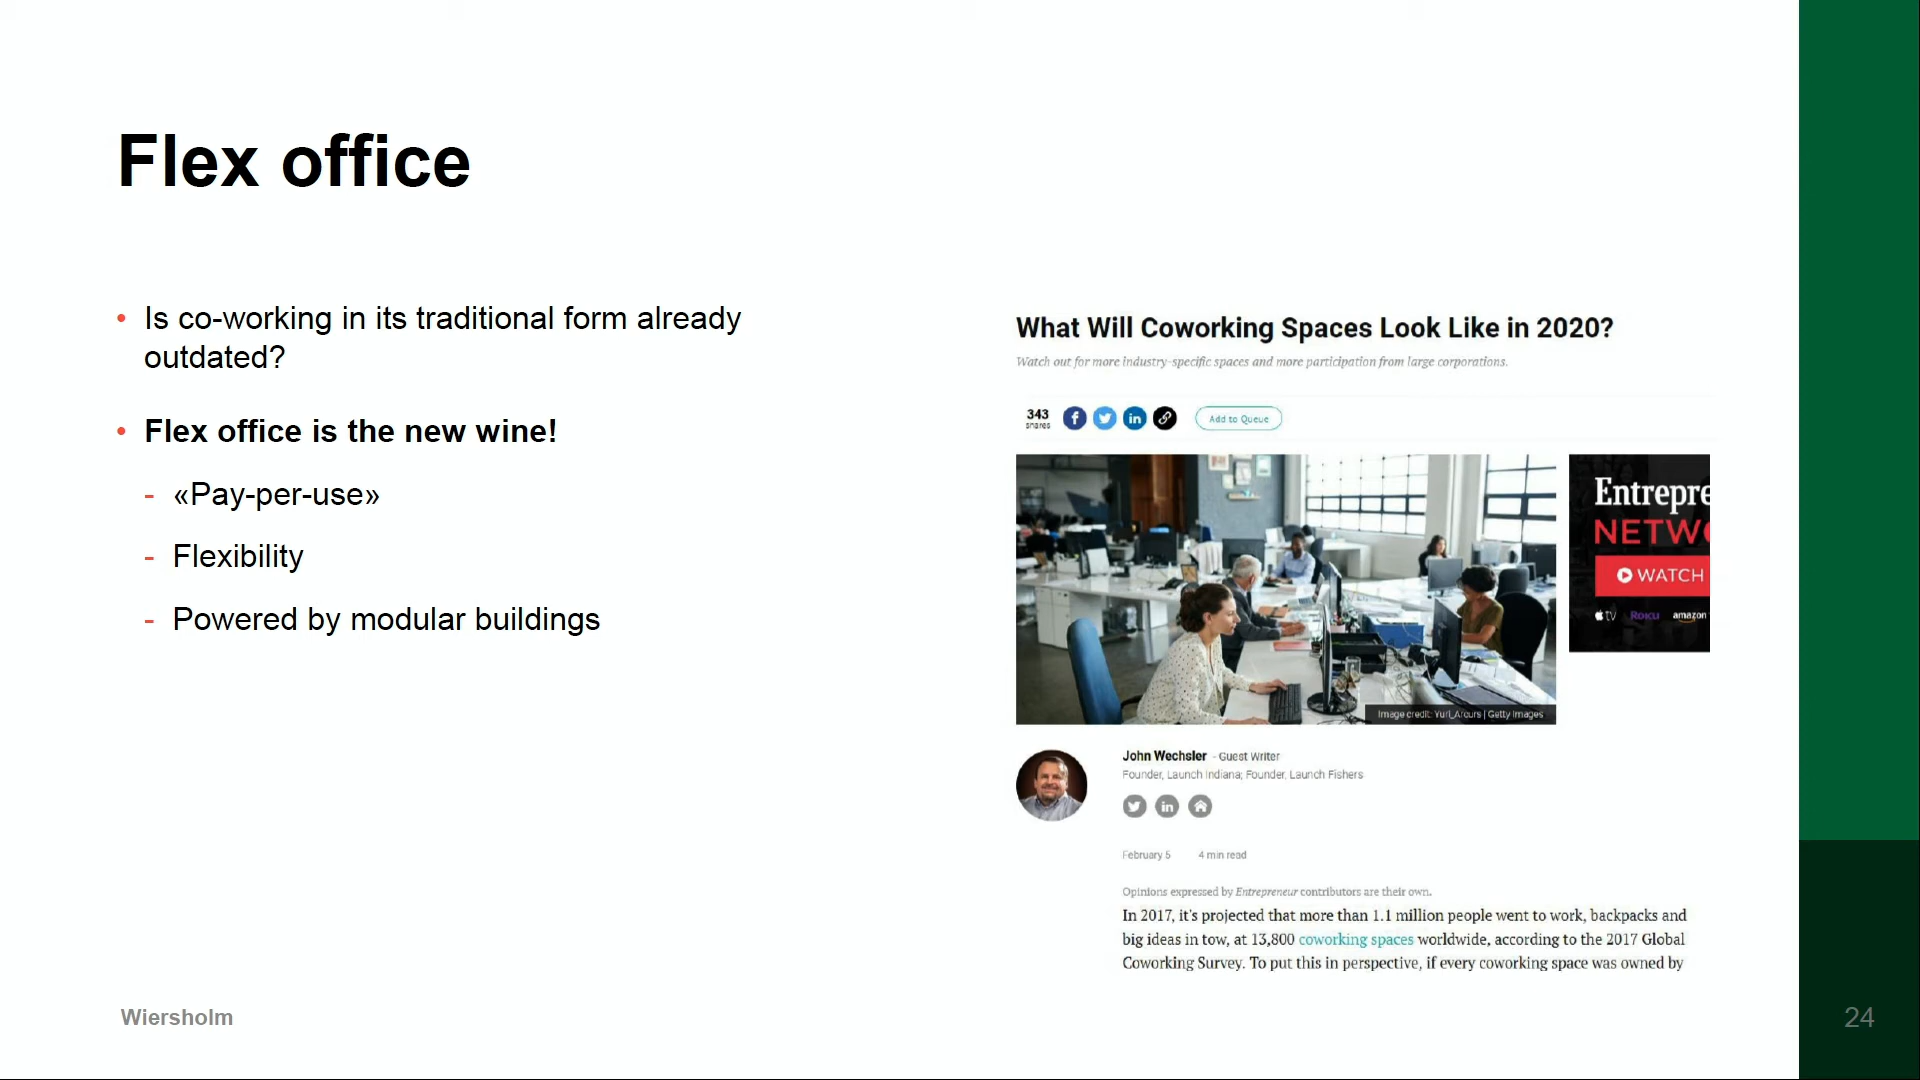 Flex office
• Is co-working in its traditional form already
outdated?
• Flex office is the new wine!
- «Pay-per-use»
- Flexibility
- Powered by modular buildings
What Will Coworking Spaces Look Like in 2020?
Watch out for more industry-specific spaces and more participation from large corporations.
343
shares
Add to Queue
Entrepre
NETWO
WATCH
tv ROKU amazon
Image credit: Yuri_Arcurs | Getty Images
John Wechsler - Guest Writer
Founder, Launch Indiana; Founder, Launch Fishers
February 5 4 min read
Opinions expressed by Entrepreneur contributors are their own.
In 2017, it's projected that more than 1.1 million people went to work, backpacks and
big ideas in tow, at 13,800 coworking spaces worldwide, according to the 2017 Global
Coworking Survey. To put this in perspective, if every coworking space was owned by
Wiersholm
24